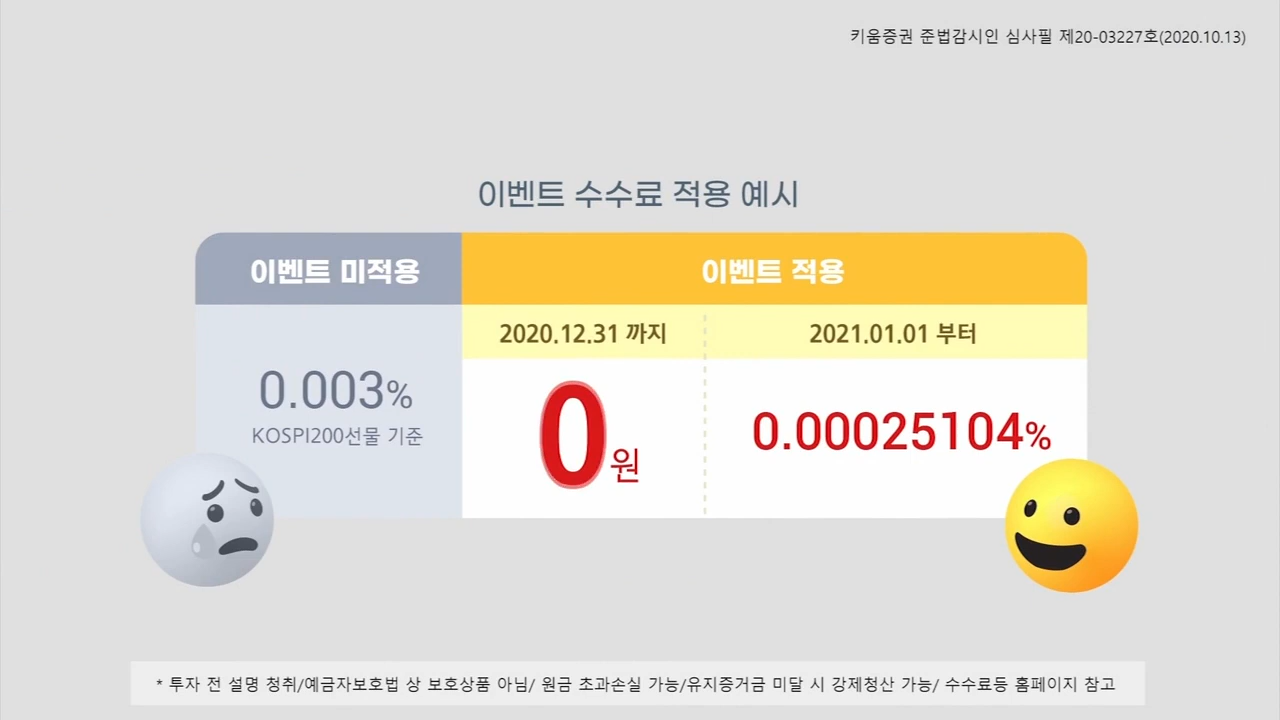 키움증권 준법감시인 심사필 제20-03227호(2020.10.13)
이벤트 수수료 적용 예시
이벤트 미적용
이벤트 적용
2020.12.31 까지
2021.01.01 부터
0.003%
KOSPI200선물 기준
0원
0.00025104%
* 투자 전 설명 청취/예금자보호법 상 보호상품 아님/ 원금 초과손실 가능/유지증거금 미달 시 강제청산 가능/ 수수료등 홈페이지 참고